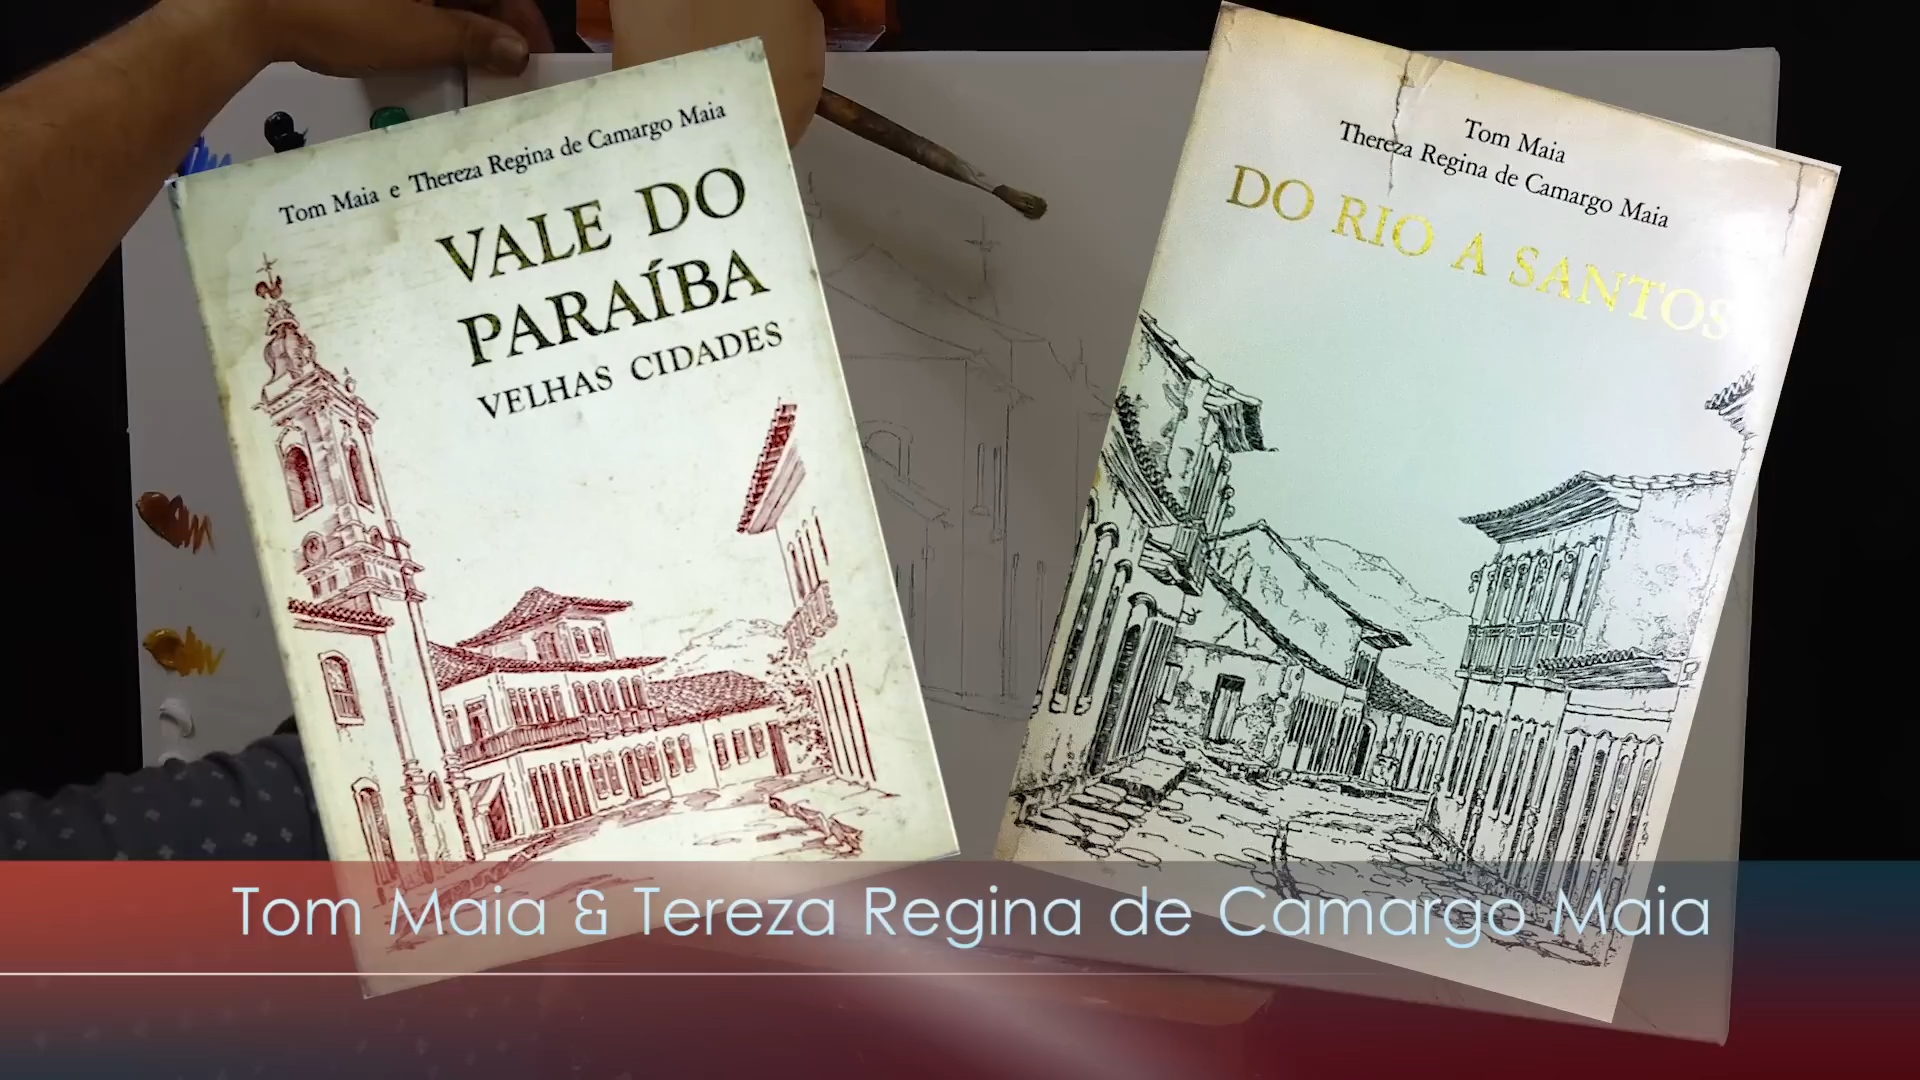 Tom Maia e Thereza Regina de Camargo Maia
VALE DO
PARAÍBA
VELHAS CIDADES
Tom Maia
Thereza Regina de Camargo Maia
DO RIO A SANTOS
Tom Maia & Tereza Regina de Camargo Maia